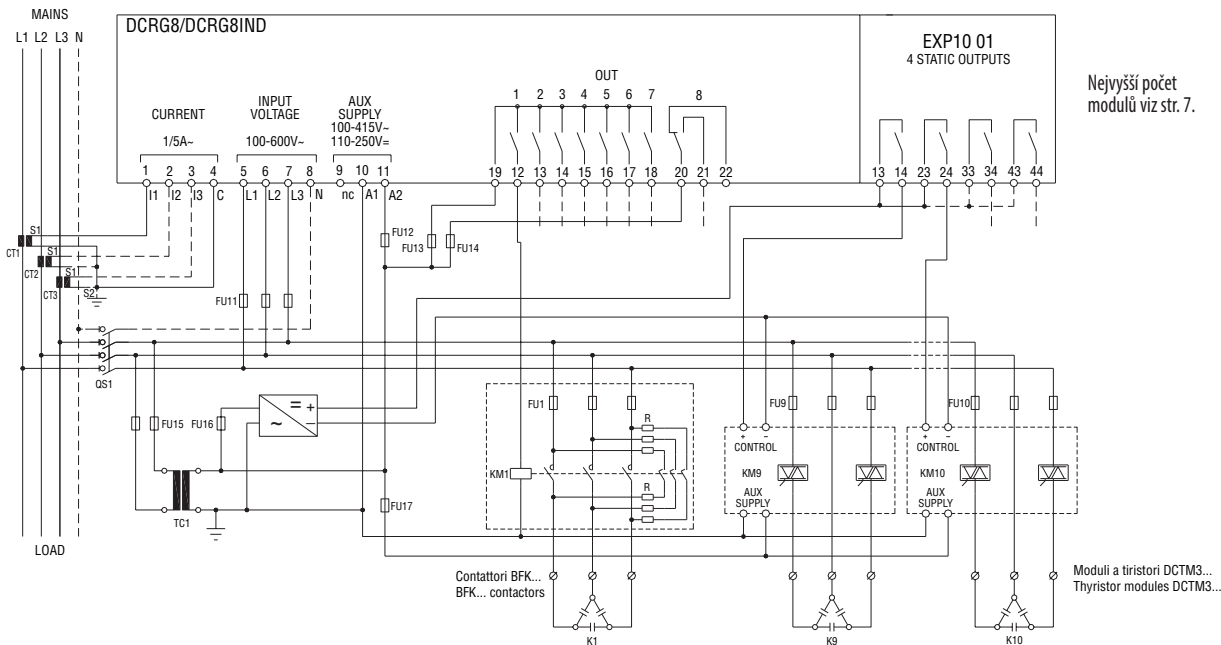 MAINS
L1 L2 L3 N
DCRG8/DCRG8IND
EXP10 01
4 STATIC OUTPUTS
Nejvyšší počet
modulů viz str. 7.
CURRENT
1/5A~
INPUT
VOLTAGE
100-600V~
AUX
SUPPLY
100-415V~
110-250V=
OUT
1 2 3 4 5 6 7 8
1 2 3 4 5 6 7 8 9 10 11 19 12 13 14 15 16 17 18 20 21 22 13 14 23 24 33 34 43 44
I1 I2 I3 C L1 L2 L3 N nc A1 A2
S1
CT1
S1
CT2
S1
CT3
S2
FU11
FU12
FU13
FU14
QS1
FU15
FU16
= +
~ –
TC1
FU17
LOAD
FU1
R
KM1
R
FU9
+ –
CONTROL
KM9
AUX
SUPPLY
FU10
+ –
CONTROL
KM10
AUX
SUPPLY
Contattori BFK...
BFK... contactors
K1
K9
K10
Moduli a tiristori DCTM3...
Thyristor modules DCTM3...